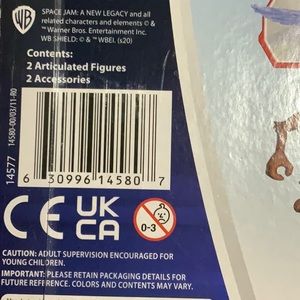 WB
SPACE JAM: A NEW LEGACY and all
related characters and elements © &
™ Warner Bros. Entertainment Inc.
WB SHIELD: © & ™ WBEI. (s20)
Contents:
2 Articulated Figures
2 Accessories
14577 14580-00/03/11-R0
6 30996 14580 7
CE UK
CA
0-3
CAUTION: ADULT SUPERVISION ENCOURAGED FOR
YOUNG CHILDREN.
IMPORTANT: PLEASE RETAIN PACKAGING DETAILS FOR
FUTURE REFERENCE. COLORS AND CONTENTS MAY VARY.